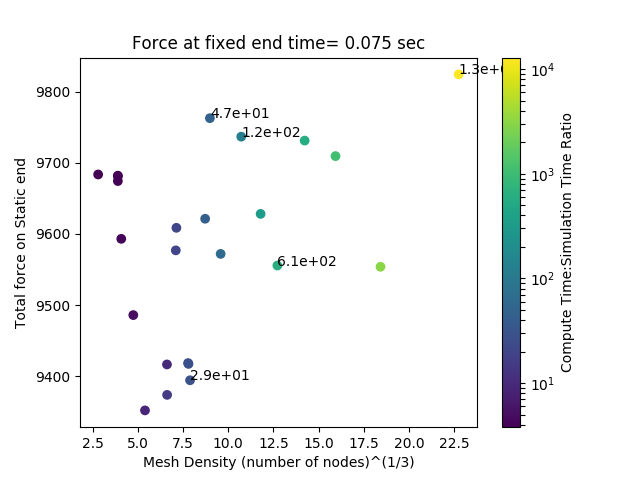 Force at fixed end time= 0.075 sec
Total force on Static end
9800
9700
9600
9500
9400
4.7e+01
1.2e+02
6.1e+02
2.9e+01
2.5 5.0 7.5 10.0 12.5 15.0 17.5 20.0 22.5
Mesh Density (number of nodes)^(1/3)
10^4
10^3
10^2
10^1
Compute Time:Simulation Time Ratio